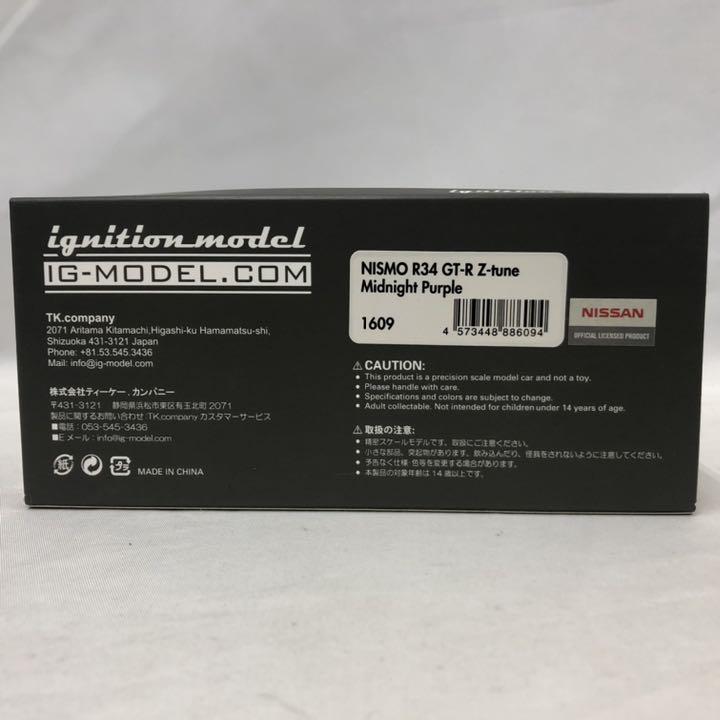 ignition model
IG-MODEL.COM
TK.company
2071 Aritama Kitamachi,Higashi-ku Hamamatsu-shi,
Shizuoka 431-3121 Japan
Phone: +81.53.545.3436
Mail: info@ig-model.com
株式会社ティーケー．カンパニー
〒431-3121　静岡県浜松市東区有玉北町 2071
製品に関するお問い合わせ:TK.company カスタマーサービス
■電話：053-545-3436
■Eメール：info@ig-model.com
紙
プラ
MADE IN CHINA
NISMO R34 GT-R Z-tune
Midnight Purple
1609
4 573448 886094
NISSAN
OFFICIAL LICENSED PRODUCT
⚠CAUTION:
• This product is a precision scale model car and not a toy.
• Please handle with care.
• Specifications and colors are subject to change.
• Adult collectable. Not intended for children under 14 years of age.
⚠取扱の注意:
• 精密スケールモデルです、取扱にご注意ください。
• 小さな部品、突起物があります、飲み込んだり、怪我をされないように注意してください。
• 予告なく仕様・色等を変更する場合があります。
• 本製品の対象年齢は14歳以上です。